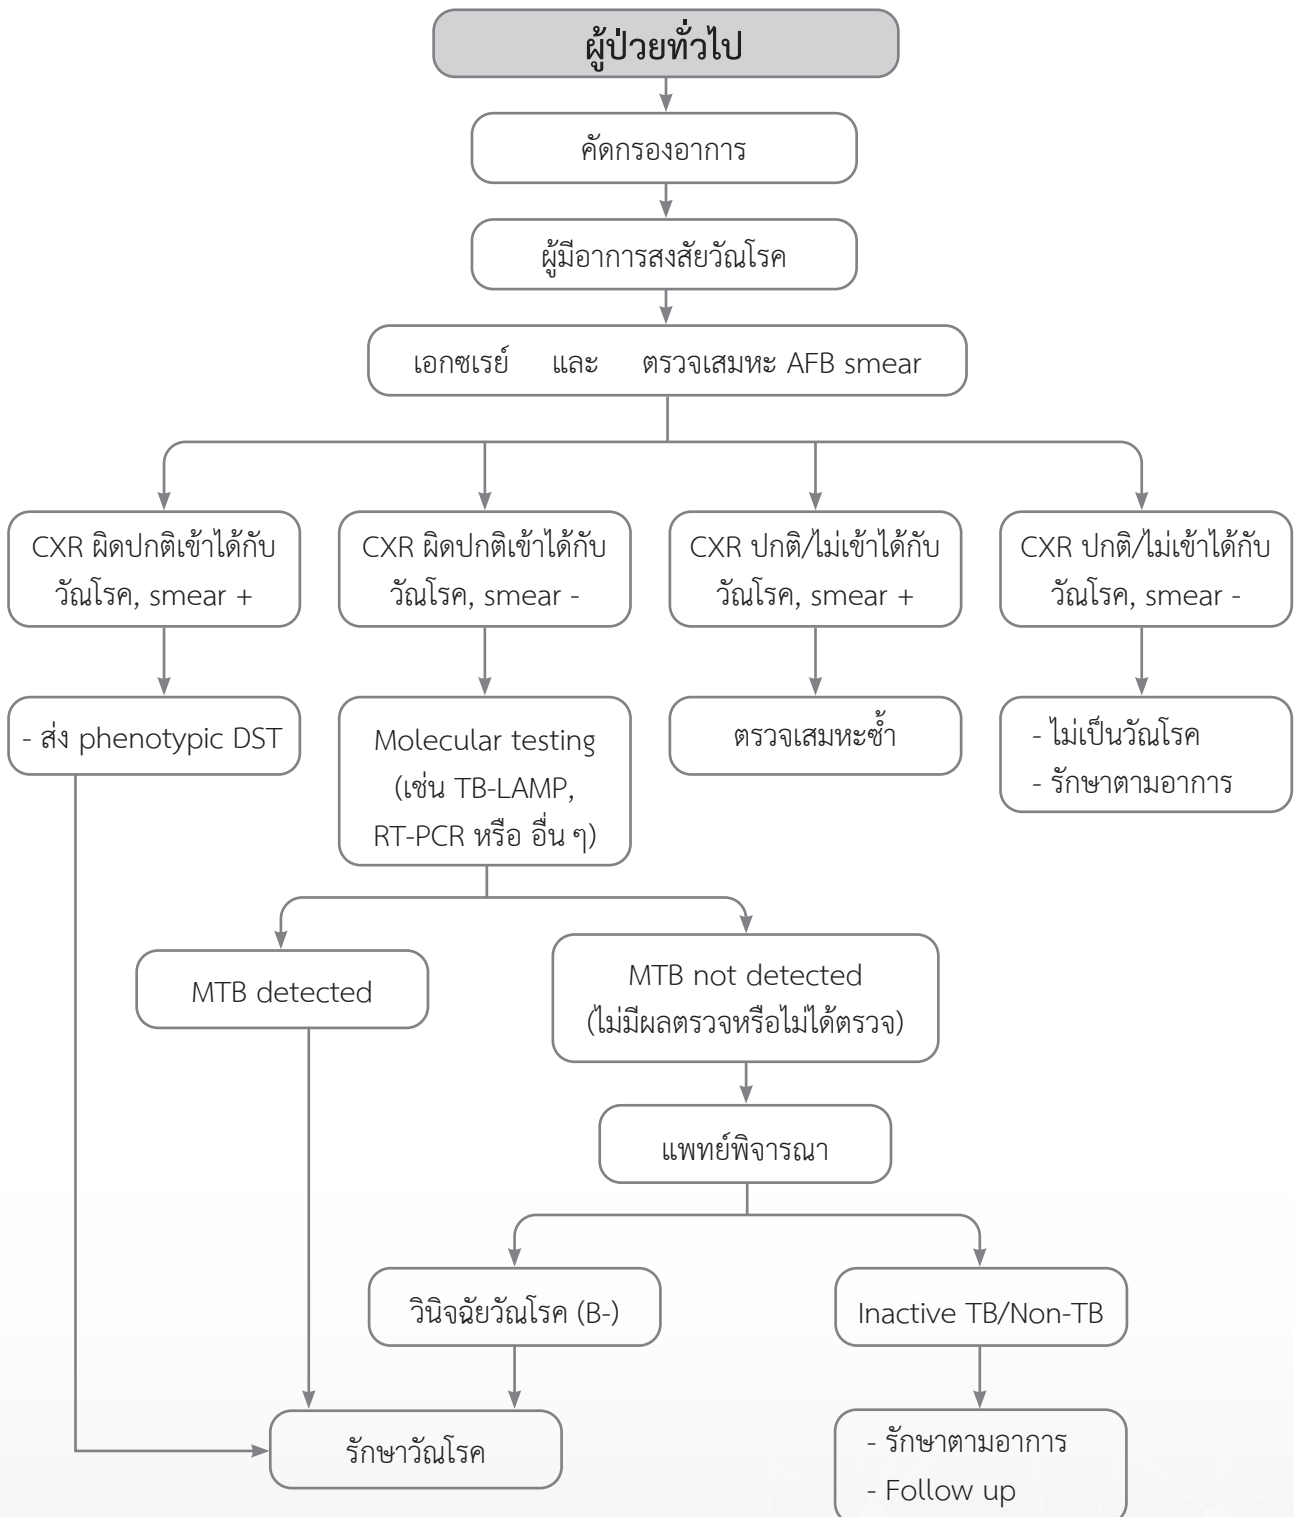 ผู้ป่วยทั่วไป
คัดกรองอาการ
ผู้มีอาการสงสัยวัณโรค
เอกซเรย์ และ ตรวจเสมหะ AFB smear
CXR ผิดปกติเข้าได้กับ
วัณโรค, smear +
CXR ผิดปกติเข้าได้กับ
วัณโรค, smear -
CXR ปกติ/ไม่เข้าได้กับ
วัณโรค, smear +
CXR ปกติ/ไม่เข้าได้กับ
วัณโรค, smear -
- ส่ง phenotypic DST
Molecular testing
(เช่น TB-LAMP,
RT-PCR หรือ อื่น ๆ)
ตรวจเสมหะซ้ำ
- ไม่เป็นวัณโรค
- รักษาตามอาการ
MTB detected
MTB not detected
(ไม่มีผลตรวจหรือไม่ได้ตรวจ)
แพทย์พิจารณา
วินิจฉัยวัณโรค (B-)
Inactive TB/Non-TB
รักษาวัณโรค
- รักษาตามอาการ
- Follow up